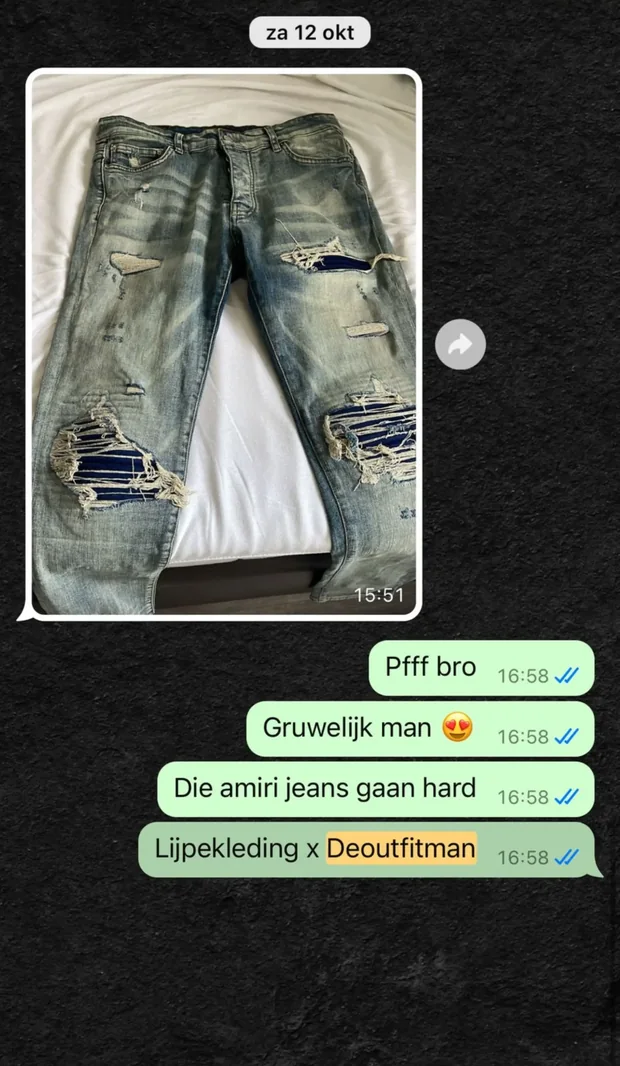 za 12 okt
15:51
Pfff bro 16:58
Gruwelijk man 😍 16:58
Die amiri jeans gaan hard 16:58
Lijpekleding x Deoutfitman 16:58